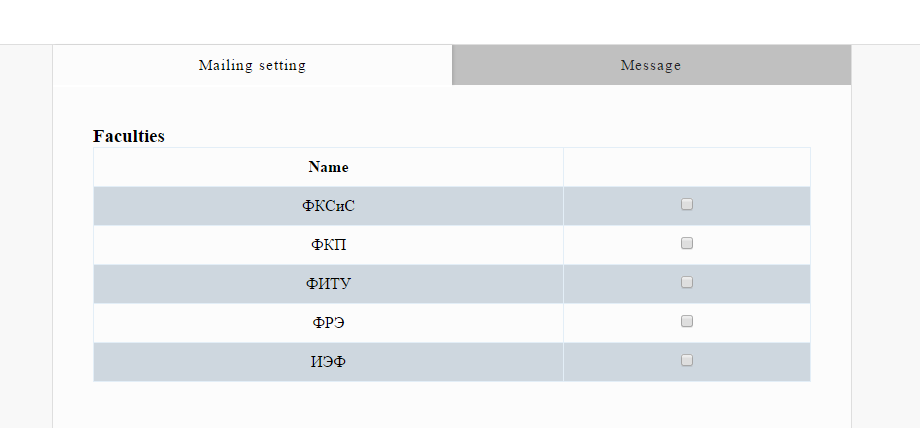 Mailing setting
Message
Faculties
Name
ФКСиС
ФКП
ФИТУ
ФРЭ
ИЭФ